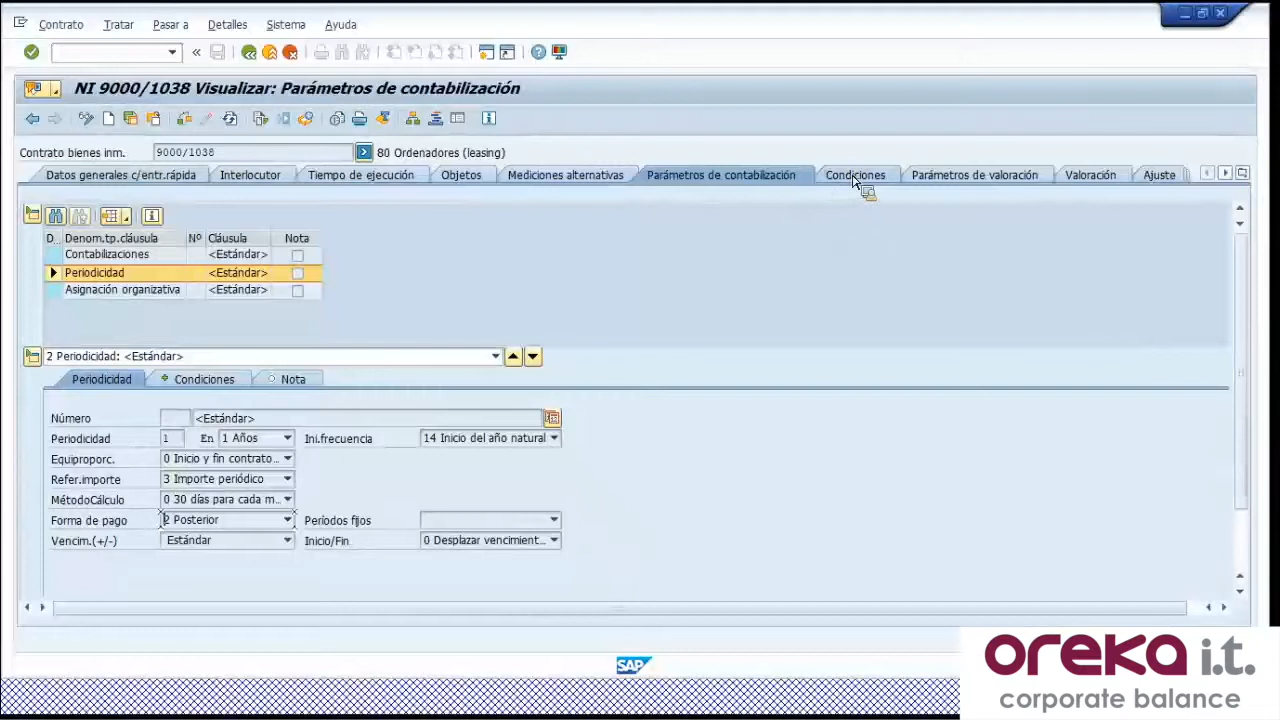 Contrato Tratar Pasar a Detalles Sistema Ayuda
NI 9000/1038 Visualizar: Parámetros de contabilización
Contrato bienes inm. 9000/1038 80 Ordenadores (leasing)
Datos generales c/entr.rápida Interlocutor Tiempo de ejecución Objetos Mediciones alternativas Parámetros de contabilización Condiciones Parámetros de valoración Valoración Ajuste
D.. Denom.tp.cláusula Nº Cláusula Nota
Contabilizaciones <Estándar>
Periodicidad <Estándar>
Asignación organizativa <Estándar>
2 Periodicidad: <Estándar>
Periodicidad Condiciones Nota
Número <Estándar>
Periodicidad 1 En 1 Años Ini.frecuencia 14 Inicio del año natural
Equiproporc. 0 Inicio y fin contrato...
Refer.importe 3 Importe periódico
MétodoCálculo 0 30 días para cada m...
Forma de pago 2 Posterior Períodos fijos
Vencim.(+/-) Estándar Inicio/Fin 0 Desplazar vencimient...
SAP
oreka i.t.
corporate balance